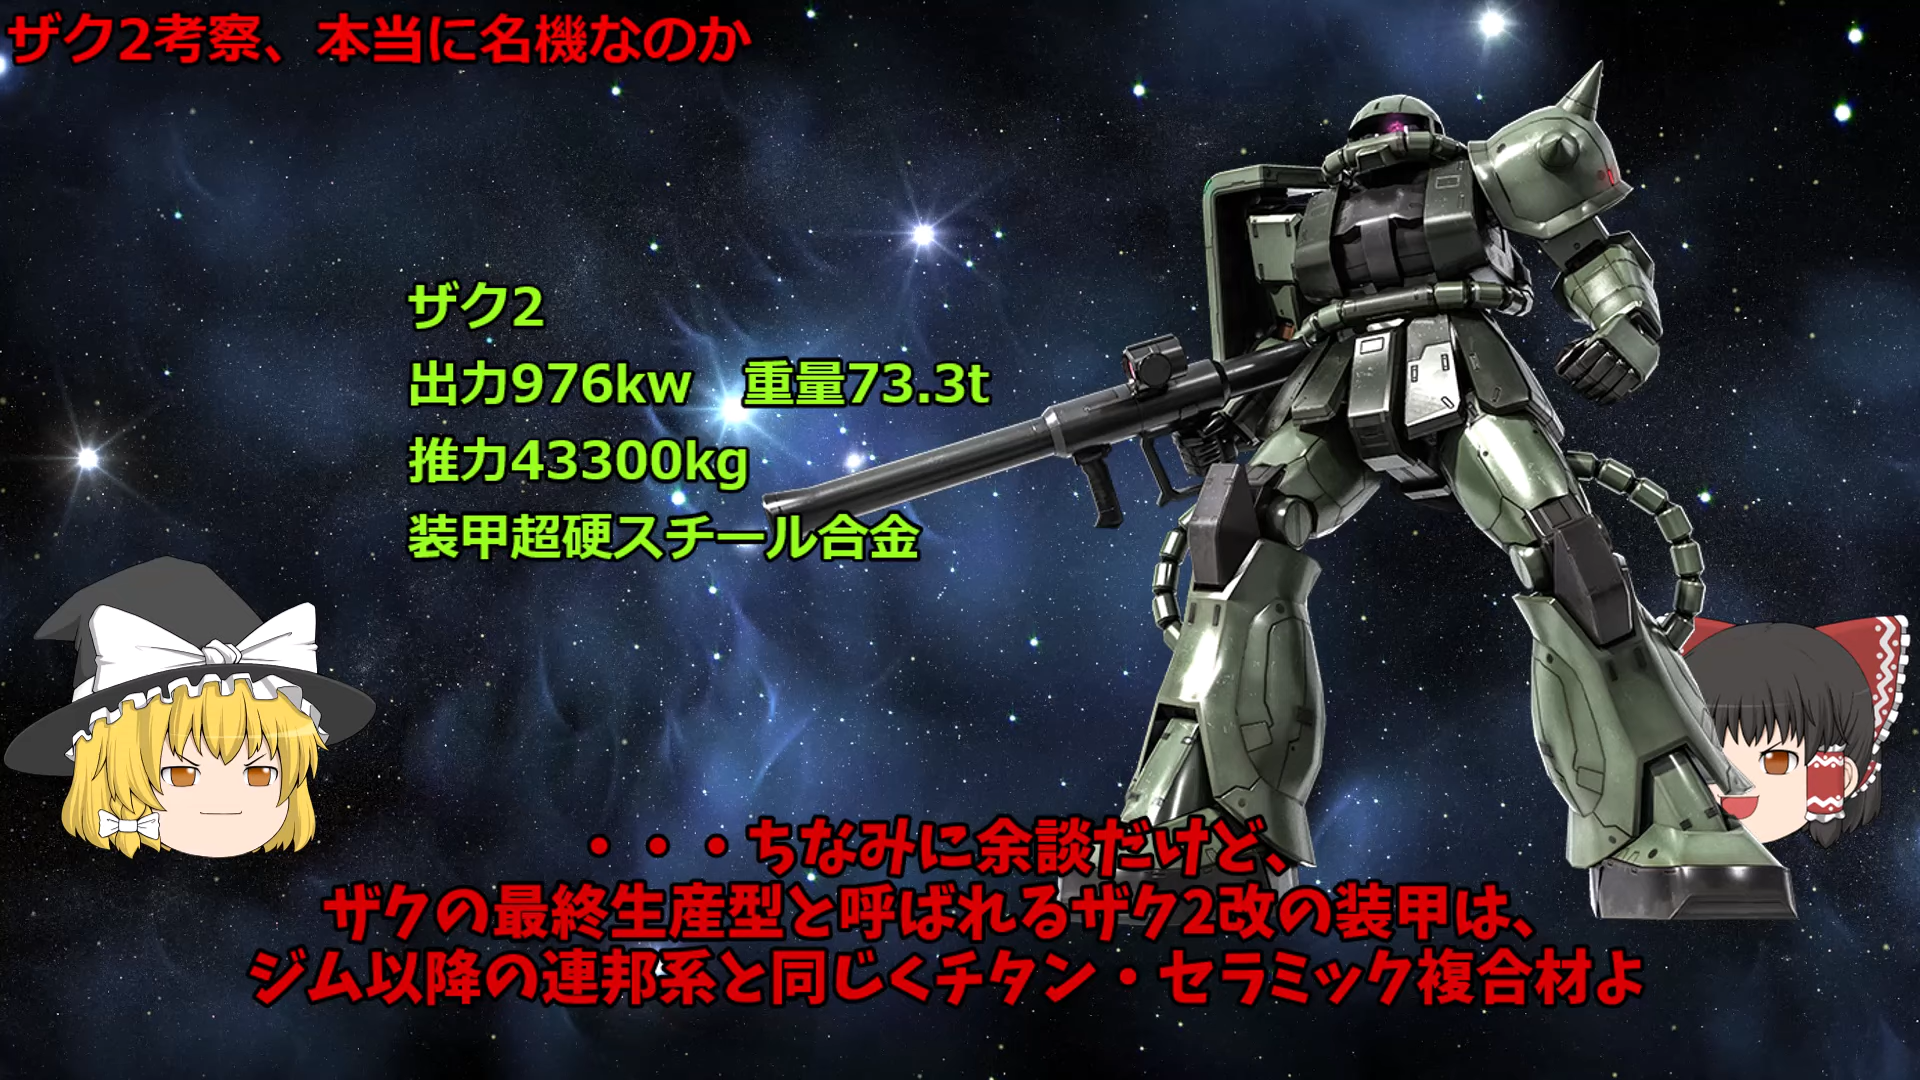 ザク2考察、本当に名機なのか
ザク2
出力976kw　重量73.3t
推力43300kg
装甲超硬スチール合金
・・・ちなみに余談だけど、
ザクの最終生産型と呼ばれるザク2改の装甲は、
ジム以降の連邦系と同じくチタン・セラミック複合材よ